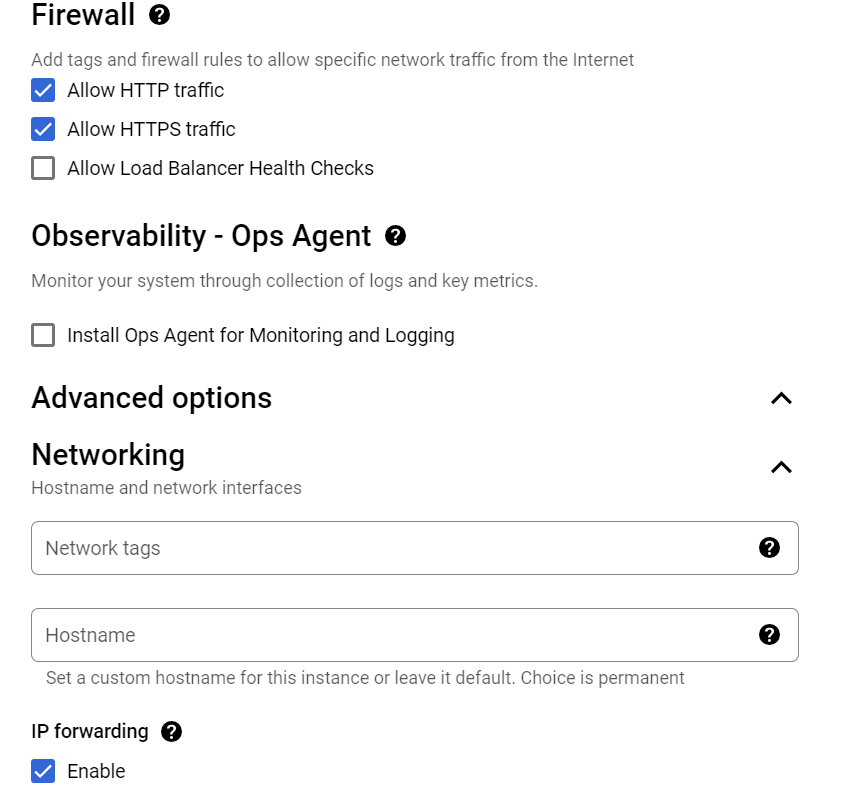 Firewall
Add tags and firewall rules to allow specific network traffic from the Internet
Allow HTTP traffic
Allow HTTPS traffic
Allow Load Balancer Health Checks
Observability - Ops Agent
Monitor your system through collection of logs and key metrics.
Install Ops Agent for Monitoring and Logging
Advanced options
Networking
Hostname and network interfaces
Network tags
Hostname
Set a custom hostname for this instance or leave it default. Choice is permanent
IP forwarding
Enable